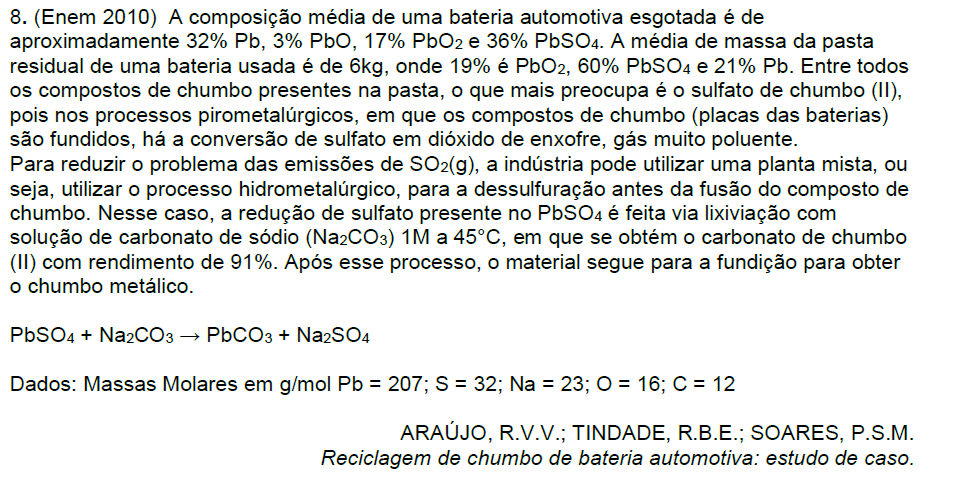 8. (Enem 2010)  A composição média de uma bateria automotiva esgotada é de
aproximadamente 32% Pb, 3% PbO, 17% PbO2 e 36% PbSO4. A média de massa da pasta
residual de uma bateria usada é de 6kg, onde 19% é PbO2, 60% PbSO4 e 21% Pb. Entre todos
os compostos de chumbo presentes na pasta, o que mais preocupa é o sulfato de chumbo (II),
pois nos processos pirometalúrgicos, em que os compostos de chumbo (placas das baterias)
são fundidos, há a conversão de sulfato em dióxido de enxofre, gás muito poluente.
Para reduzir o problema das emissões de SO2(g), a indústria pode utilizar uma planta mista, ou
seja, utilizar o processo hidrometalúrgico, para a dessulfuração antes da fusão do composto de
chumbo. Nesse caso, a redução de sulfato presente no PbSO4 é feita via lixiviação com
solução de carbonato de sódio (Na2CO3) 1M a 45°C, em que se obtém o carbonato de chumbo
(II) com rendimento de 91%. Após esse processo, o material segue para a fundição para obter
o chumbo metálico.
PbSO4 + Na2CO3 → PbCO3 + Na2SO4
Dados: Massas Molares em g/mol Pb = 207; S = 32; Na = 23; O = 16; C = 12
ARAÚJO, R.V.V.; TINDADE, R.B.E.; SOARES, P.S.M.
Reciclagem de chumbo de bateria automotiva: estudo de caso.